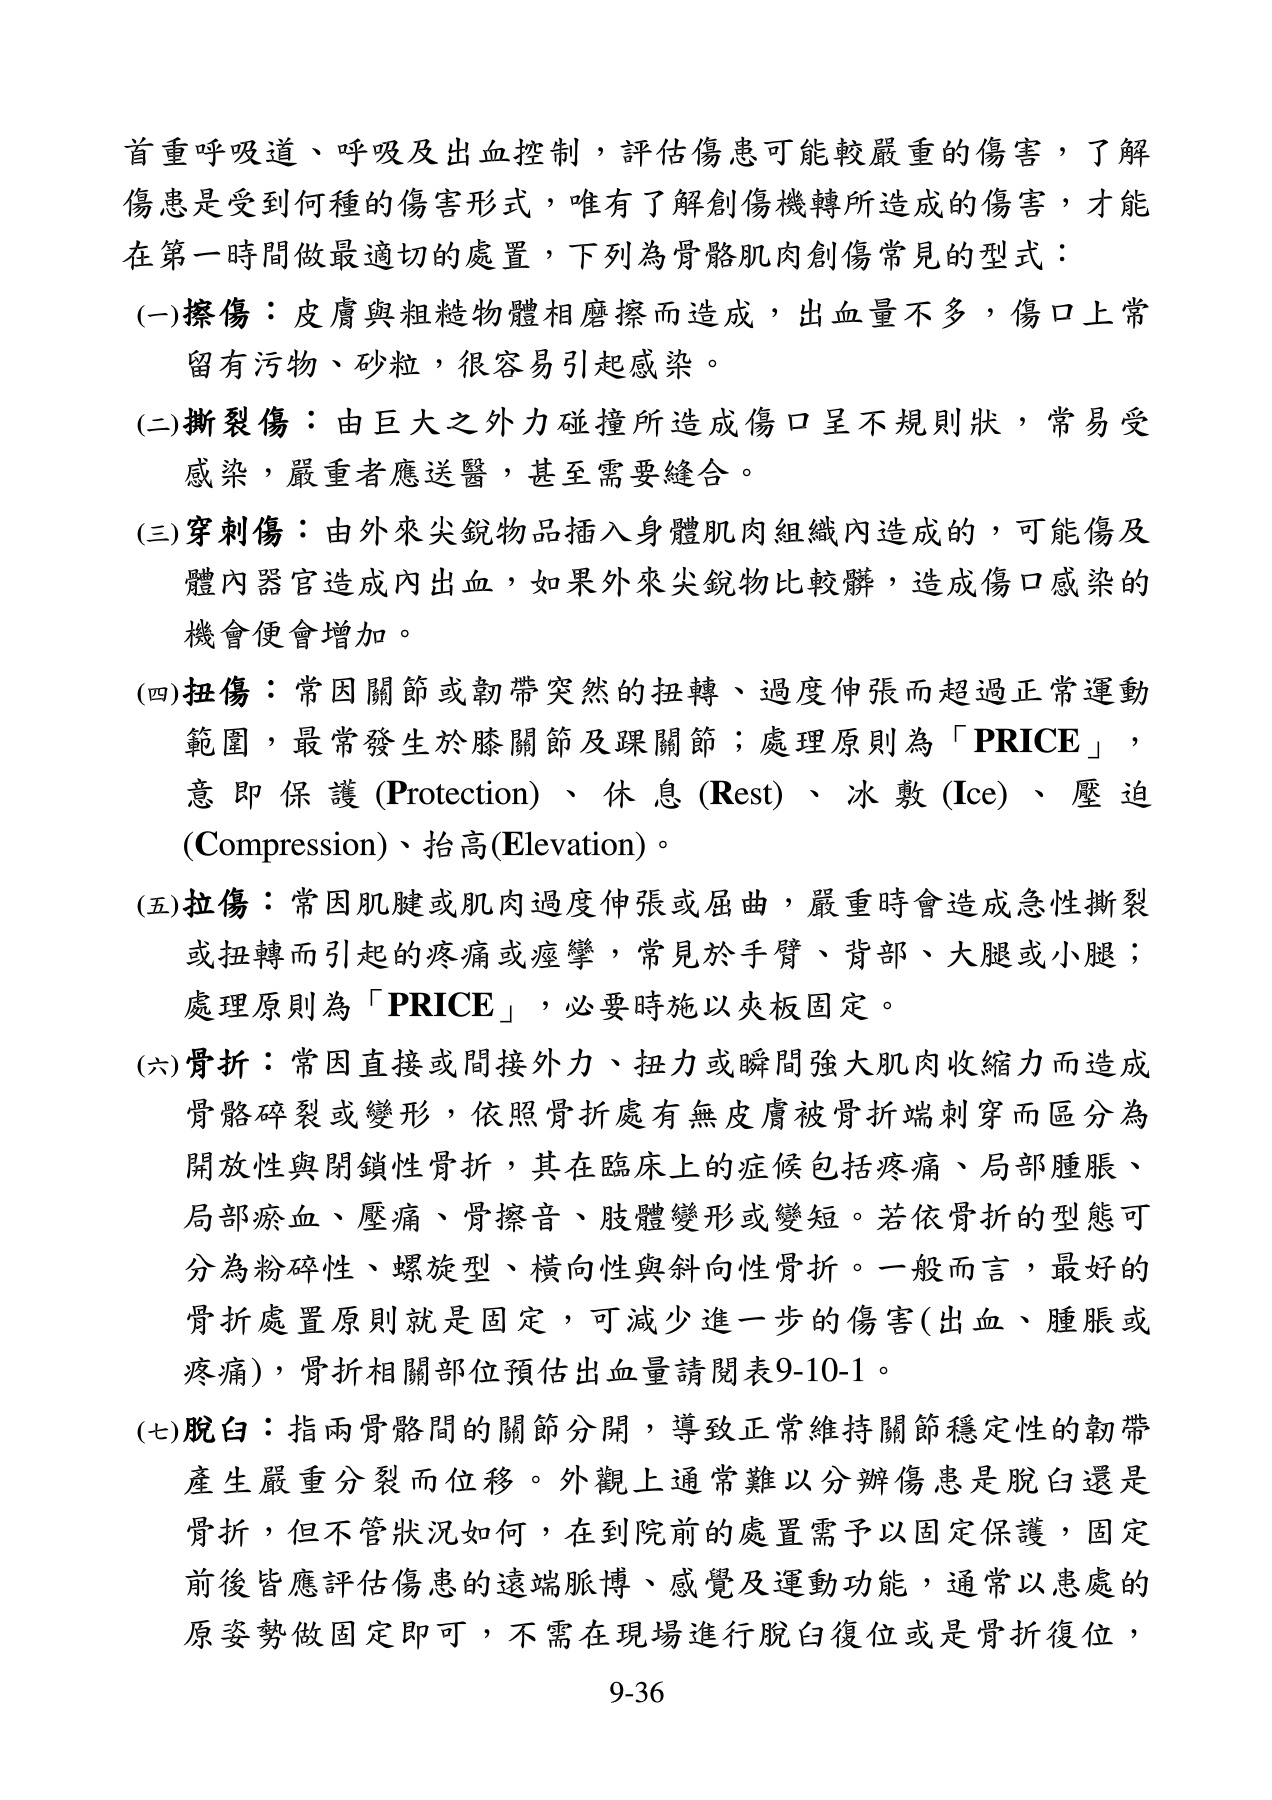 首重呼吸道、呼吸及出血控制，評估傷患可能較嚴重的傷害，了解
傷患是受到何種的傷害形式，唯有了解創傷機轉所造成的傷害，才能
在第一時間做最適切的處置，下列為骨骼肌肉創傷常見的型式：
(一)擦傷：皮膚與粗糙物體相磨擦而造成，出血量不多，傷口上常
留有污物、砂粒，很容易引起感染。
(二)撕裂傷：由巨大之外力碰撞所造成傷口呈不規則狀，常易受
感染，嚴重者應送醫，甚至需要縫合。
(三)穿刺傷：由外來尖銳物品插入身體肌肉組織內造成的，可能傷及
體內器官造成內出血，如果外來尖銳物比較髒，造成傷口感染的
機會便會增加。
(四)扭傷：常因關節或韌帶突然的扭轉、過度伸張而超過正常運動
範圍，最常發生於膝關節及踝關節；處理原則為「PRICE」，
意即保護(Protection)、休息(Rest)、冰敷(Ice)、壓迫
(Compression)、抬高(Elevation)。
(五)拉傷：常因肌腱或肌肉過度伸張或屈曲，嚴重時會造成急性撕裂
或扭轉而引起的疼痛或痙攣，常見於手臂、背部、大腿或小腿；
處理原則為「PRICE」，必要時施以夾板固定。
(六)骨折：常因直接或間接外力、扭力或瞬間強大肌肉收縮力而造成
骨骼碎裂或變形，依照骨折處有無皮膚被骨折端刺穿而區分為
開放性與閉鎖性骨折，其在臨床上的症候包括疼痛、局部腫脹、
局部瘀血、壓痛、骨擦音、肢體變形或變短。若依骨折的型態可
分為粉碎性、螺旋型、橫向性與斜向性骨折。一般而言，最好的
骨折處置原則就是固定，可減少進一步的傷害(出血、腫脹或
疼痛)，骨折相關部位預估出血量請閱表9-10-1。
(七)脫臼：指兩骨骼間的關節分開，導致正常維持關節穩定性的韌帶
產生嚴重分裂而位移。外觀上通常難以分辦傷患是脫臼還是
骨折，但不管狀況如何，在到院前的處置需予以固定保護，固定
前後皆應評估傷患的遠端脈博、感覺及運動功能，通常以患處的
原姿勢做固定即可，不需在現場進行脫臼復位或是骨折復位，
9-36